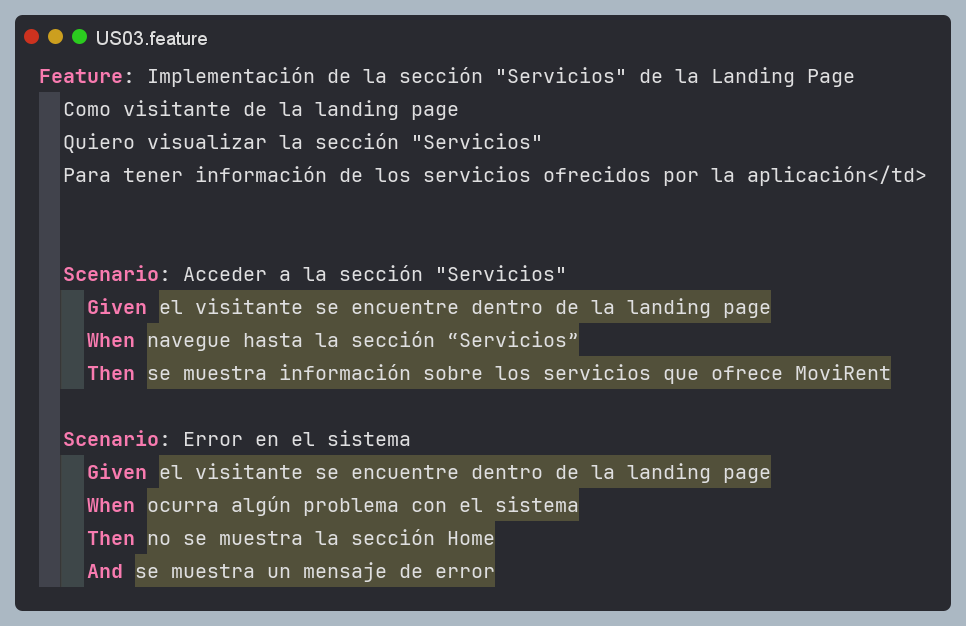 US03.feature
Feature: Implementación de la sección "Servicios" de la Landing Page
Como visitante de la landing page
Quiero visualizar la sección "Servicios"
Para tener información de los servicios ofrecidos por la aplicación</td>
Scenario: Acceder a la sección "Servicios"
Given el visitante se encuentre dentro de la landing page
When navegue hasta la sección “Servicios”
Then se muestra información sobre los servicios que ofrece MoviRent
Scenario: Error en el sistema
Given el visitante se encuentre dentro de la landing page
When ocurra algún problema con el sistema
Then no se muestra la sección Home
And se muestra un mensaje de error